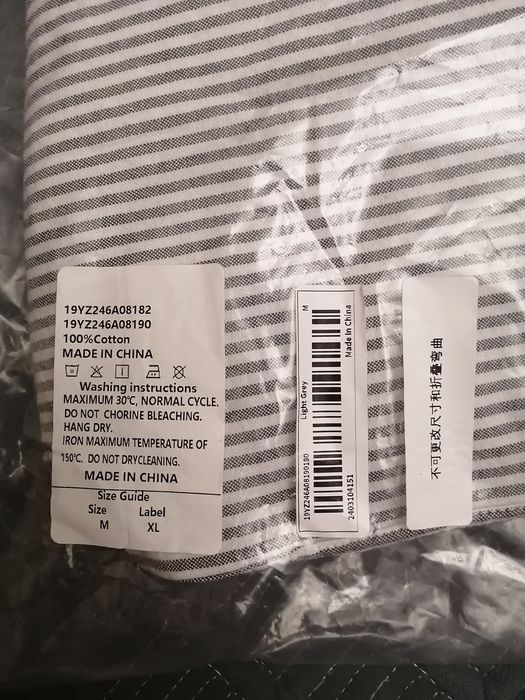 19YZ246A08182
19YZ246A08190
100%Cotton
MADE IN CHINA
Washing instructions
MAXIMUM 30℃, NORMAL CYCLE.
DO NOT CHORINE BLEACHING.
HANG DRY.
IRON MAXIMUM TEMPERATURE OF
150℃. DO NOT DRYCLEANING.
MADE IN CHINA
Size Guide
Size Label
M XL
Light Grey M
19YZ246A08190180
2403104151 Made In China
不可更改尺寸和折叠弯曲